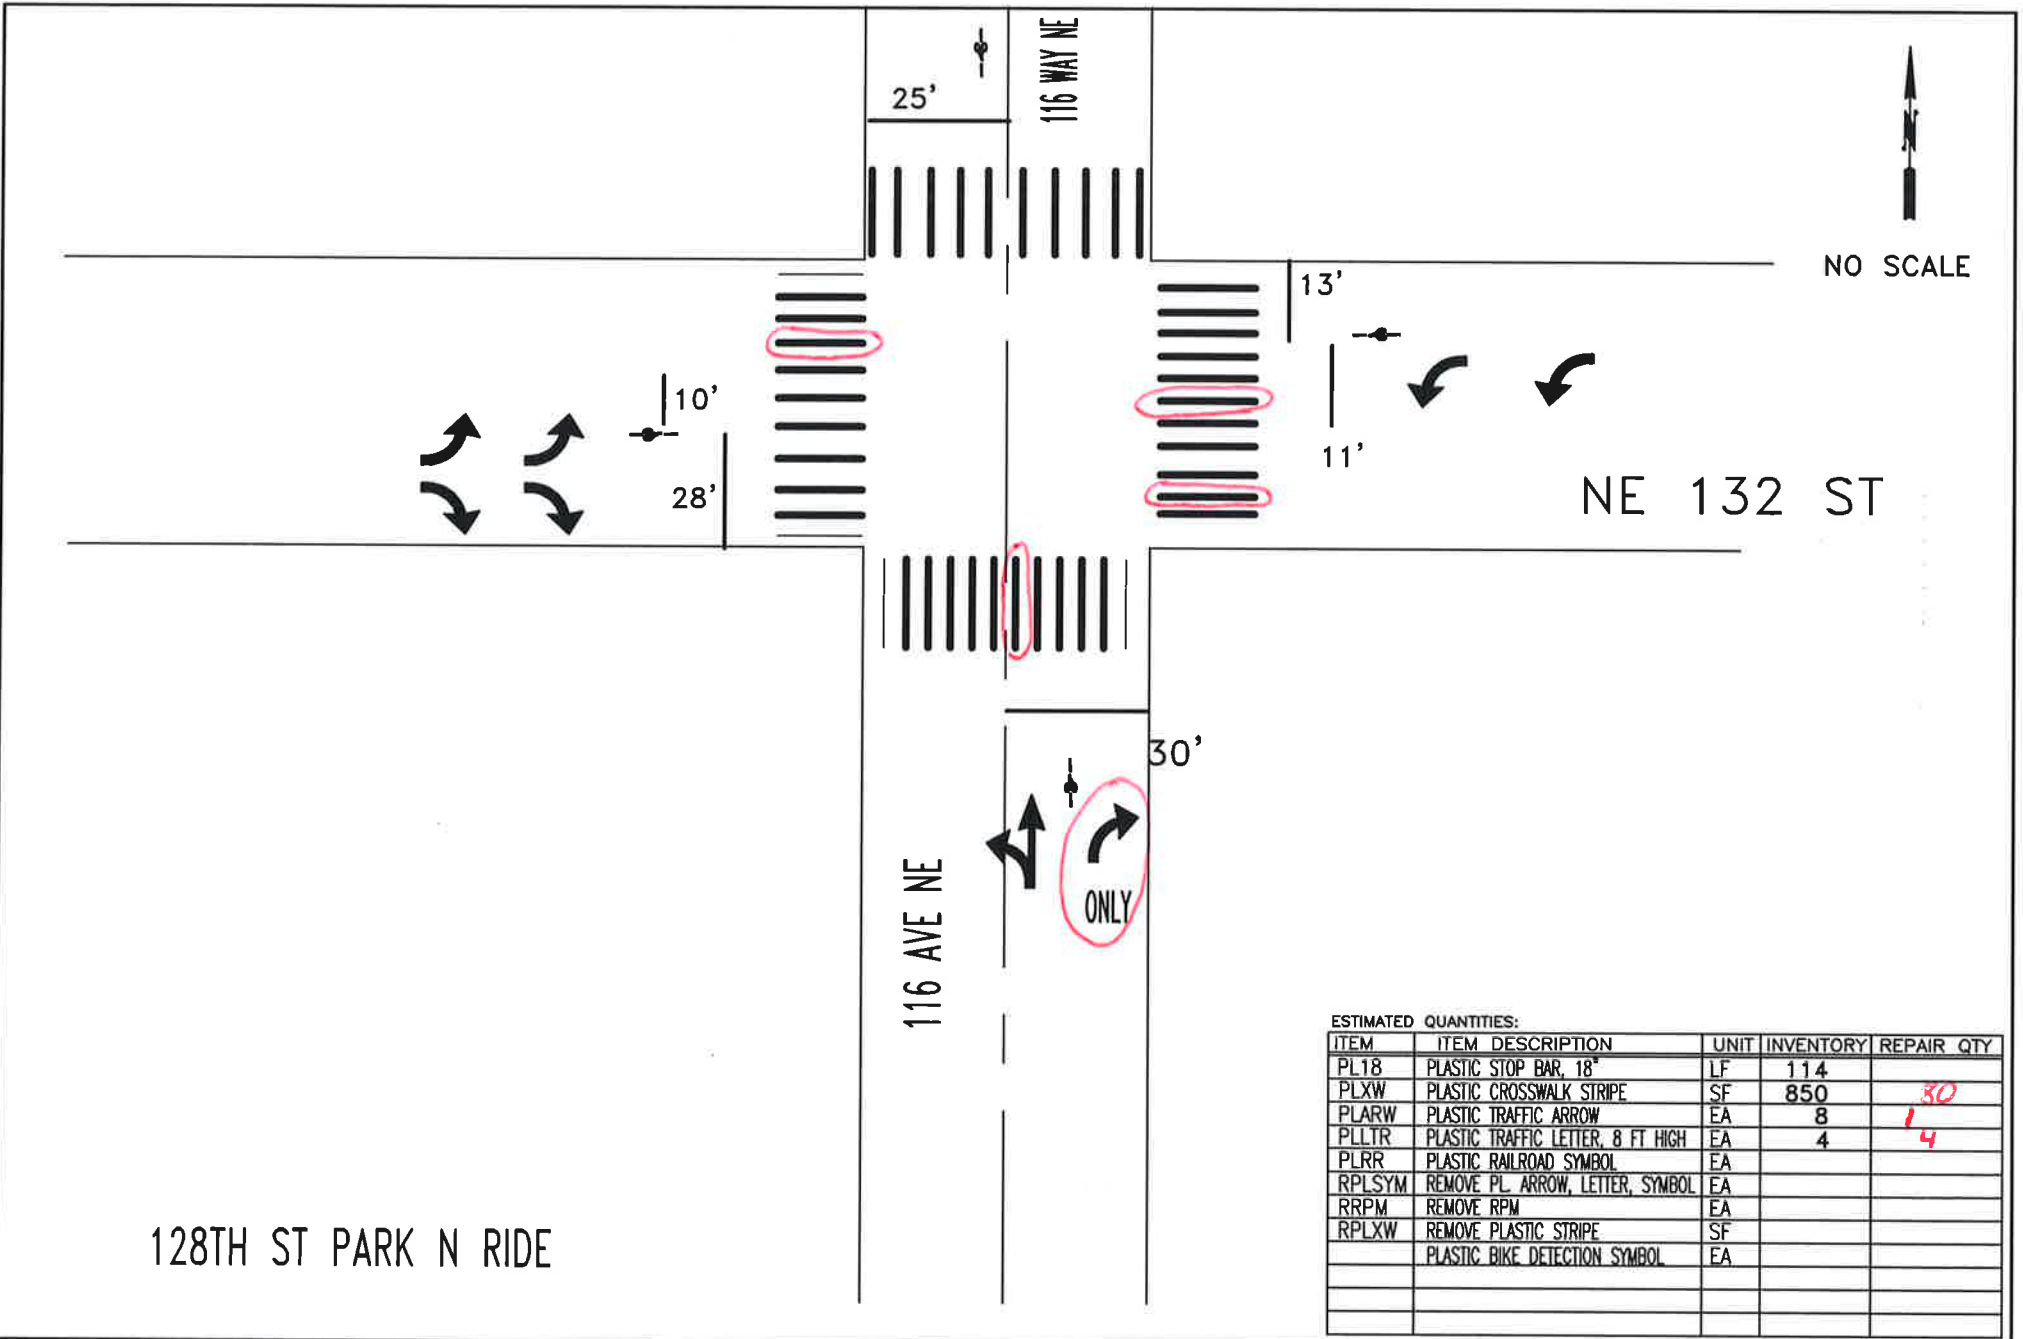 116 WAY NE
25'
N
NO SCALE
13'
10'
11'
28'
NE 132 ST
30'
ONLY
116 AVE NE
128TH ST PARK N RIDE
ESTIMATED QUANTITIES:
ITEM ITEM DESCRIPTION UNIT INVENTORY REPAIR QTY
PL18 PLASTIC STOP BAR, 18" LF 114
PLXW PLASTIC CROSSWALK STRIPE SF 850 30
PLARW PLASTIC TRAFFIC ARROW EA 8 1
PLLTR PLASTIC TRAFFIC LETTER, 8 FT HIGH EA 4 4
PLRR PLASTIC RAILROAD SYMBOL EA
RPLSYM REMOVE PL ARROW, LETTER, SYMBOL EA
RRPM REMOVE RPM EA
RPLXW REMOVE PLASTIC STRIPE SF
PLASTIC BIKE DETECTION SYMBOL EA